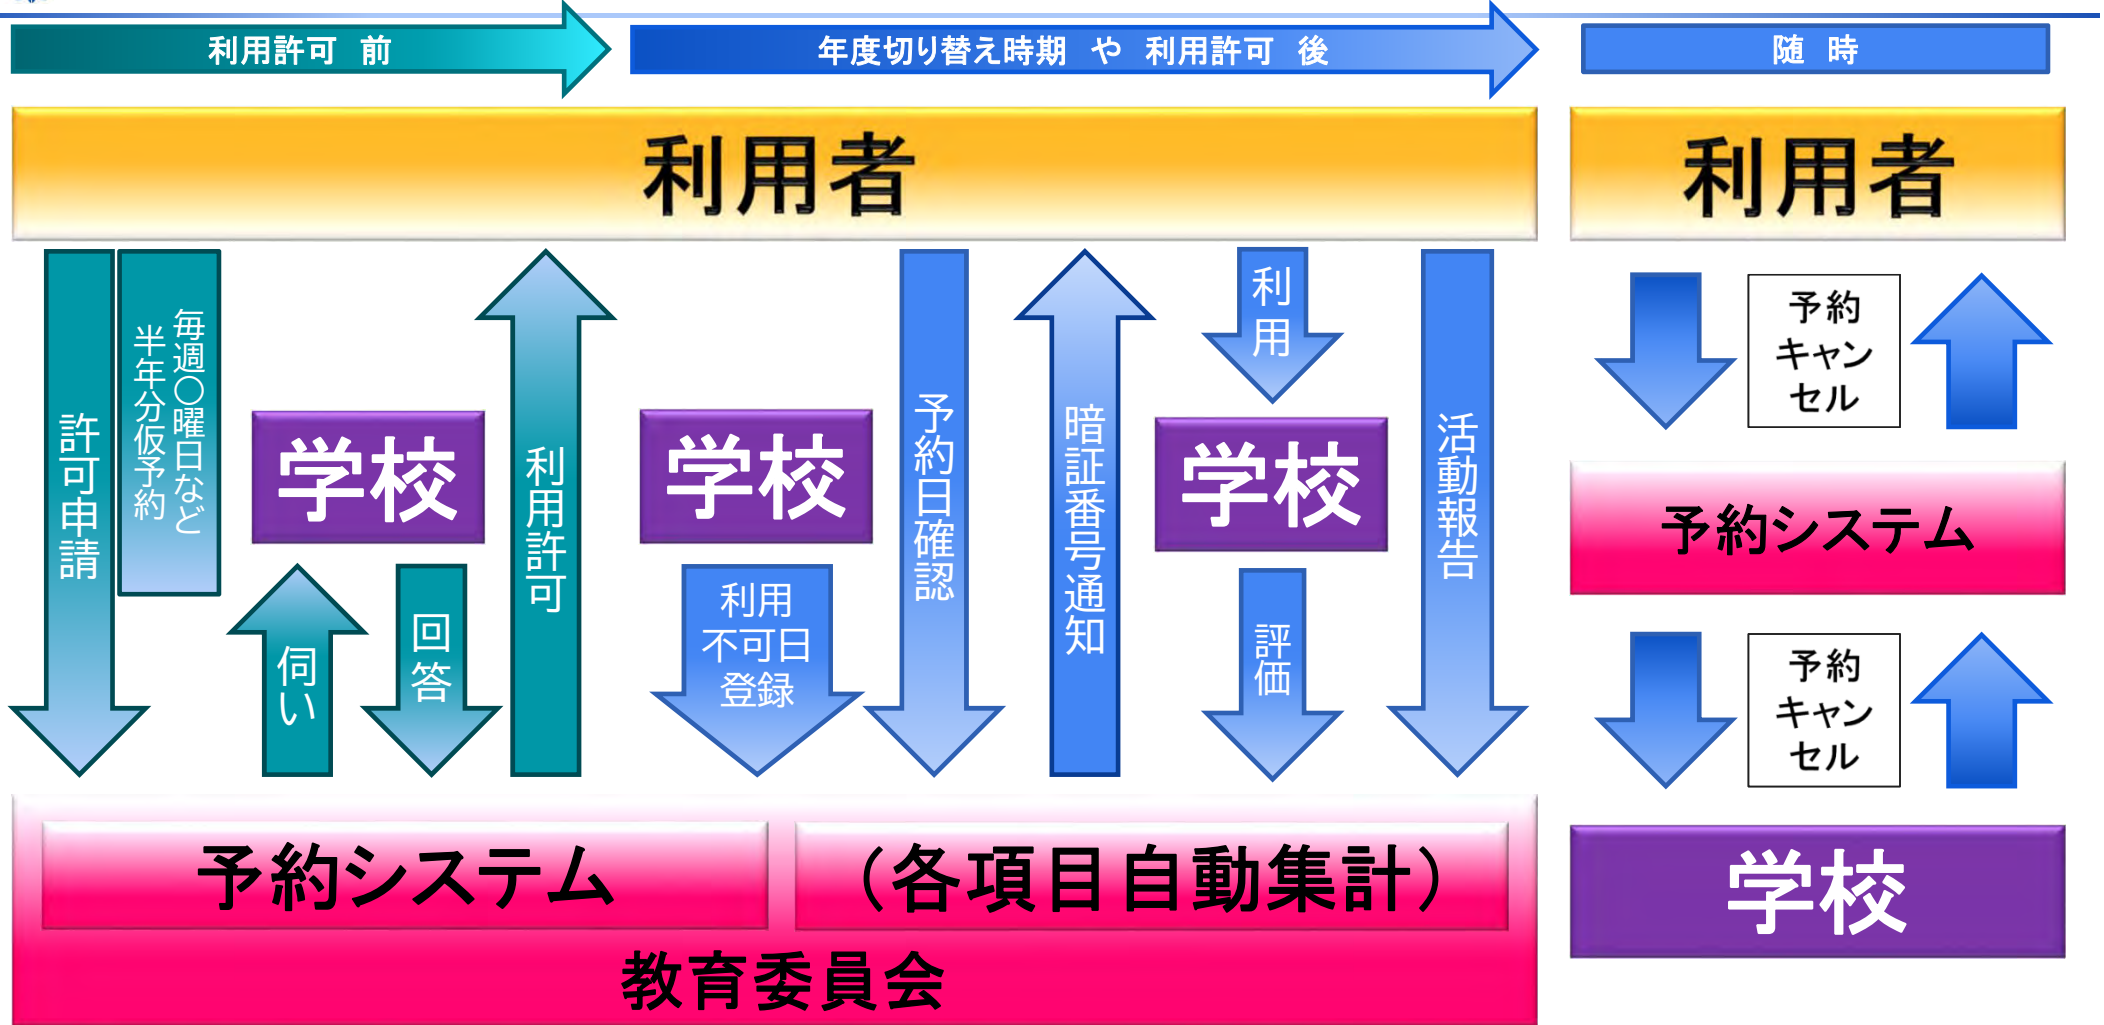 利用許可 前
年度切り替え時期 や 利用許可 後
随 時
利用者
利用者
許可申請
毎週〇曜日など
半年分仮予約
学校
伺い
回答
利用許可
学校
利用
不可日
登録
予約日確認
暗証番号通知
利用
学校
評価
活動報告
予約
キャン
セル
予約システム
予約
キャン
セル
学校
予約システム
（各項目自動集計）
教育委員会